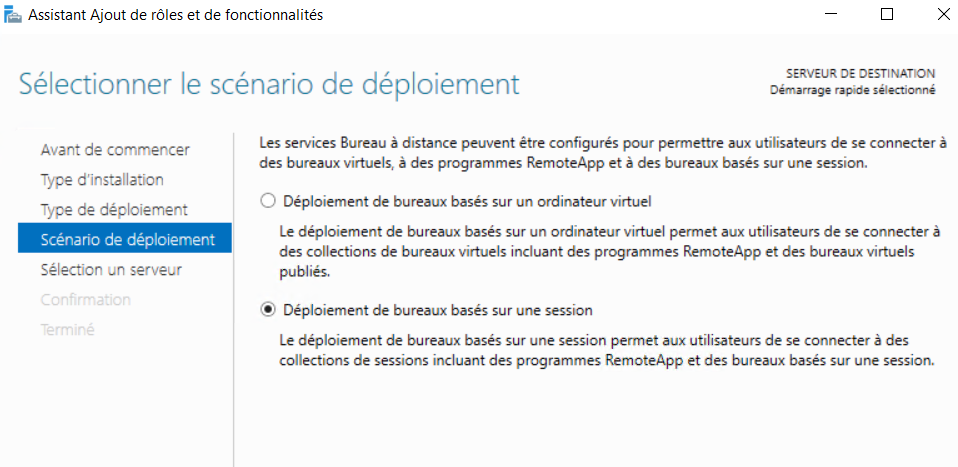 Assistant Ajout de rôles et de fonctionnalités
Sélectionner le scénario de déploiement
SERVEUR DE DESTINATION
Démarrage rapide sélectionné
Avant de commencer
Type d'installation
Type de déploiement
Scénario de déploiement
Sélection un serveur
Confirmation
Terminé
Les services Bureau à distance peuvent être configurés pour permettre aux utilisateurs de se connecter à
des bureaux virtuels, à des programmes RemoteApp et à des bureaux basés sur une session.
Déploiement de bureaux basés sur un ordinateur virtuel
Le déploiement de bureaux basés sur un ordinateur virtuel permet aux utilisateurs de se connecter à
des collections de bureaux virtuels incluant des programmes RemoteApp et des bureaux virtuels
publiés.
Déploiement de bureaux basés sur une session
Le déploiement de bureaux basés sur une session permet aux utilisateurs de se connecter à des
collections de sessions incluant des programmes RemoteApp et des bureaux basés sur une session.